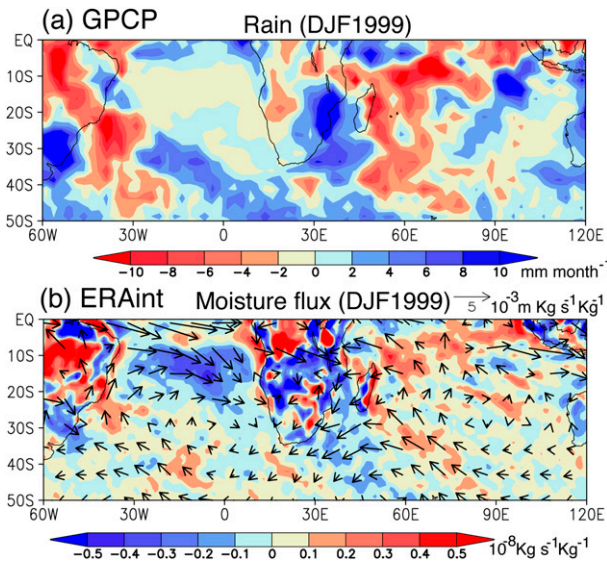 (a) GPCP Rain (DJF1999)
EQ
10S
20S
30S
40S
50S
60W 30W 0 30E 60E 90E 120E
-10 -8 -6 -4 -2 0 2 4 6 8 10 mm month⁻¹
(b) ERAint Moisture flux (DJF1999) 5 10⁻³m Kg s¹Kg¹
EQ
10S
20S
30S
40S
50S
60W 30W 0 30E 60E 90E 120E
-0.5 -0.4 -0.3 -0.2 -0.1 0 0.1 0.2 0.3 0.4 0.5 10⁻⁸Kg s⁻¹Kg⁻¹